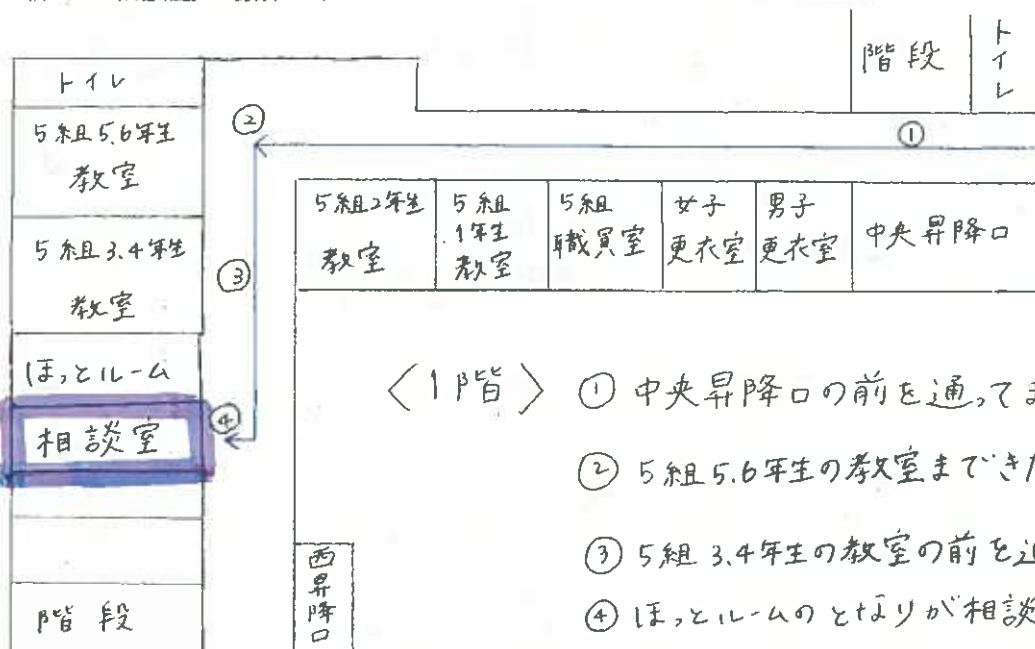 階段
トイレ
トイレ
5組5.6年生
教室
②
①
5組2年生
教室
5組
1年生
教室
5組
職員室
女子
更衣室
男子
更衣室
中央昇降口
5組3.4年生
教室
③
ほっとルーム
相談室
④
〈1階〉
① 中央昇降口の前を通って
② 5組5.6年生の教室まできた
③ 5組3.4年生の教室の前を
④ ほっとルームのとなりが相談
西昇降口
階段